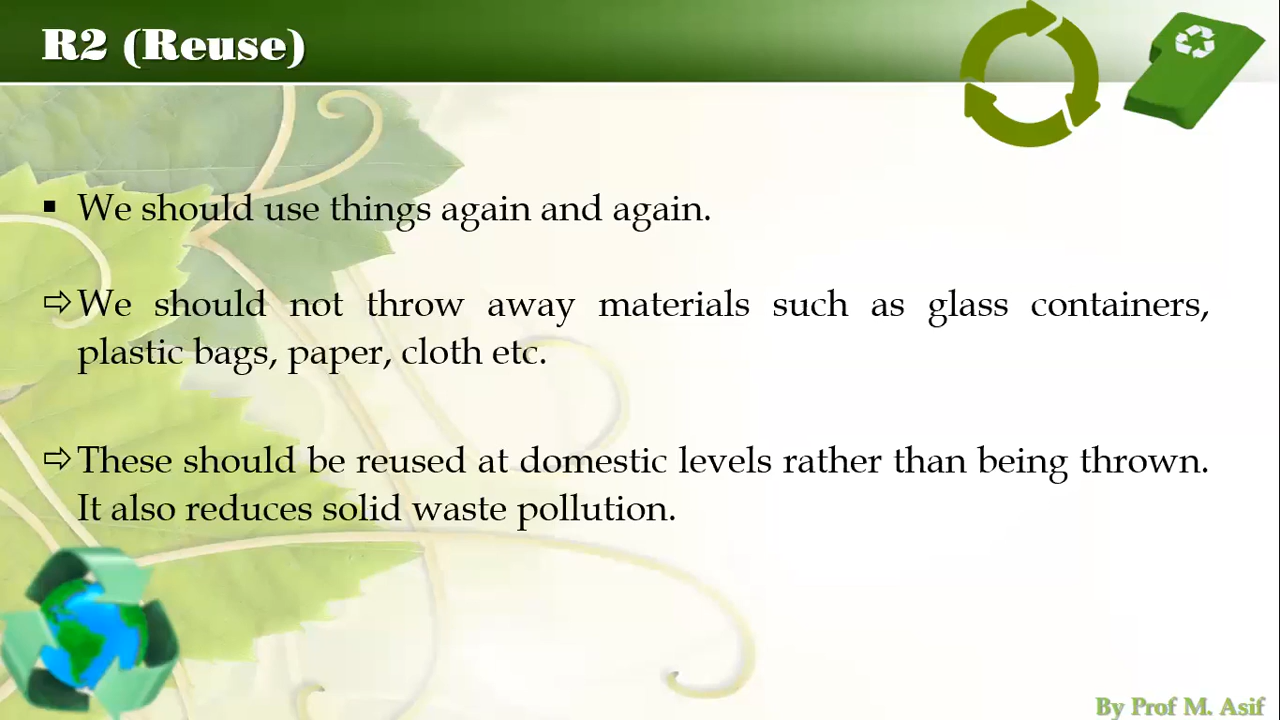 R2 (Reuse)
▪ We should use things again and again.
⇨We should not throw away materials such as glass containers,
plastic bags, paper, cloth etc.
⇨These should be reused at domestic levels rather than being thrown.
It also reduces solid waste pollution.
By Prof M. Asif